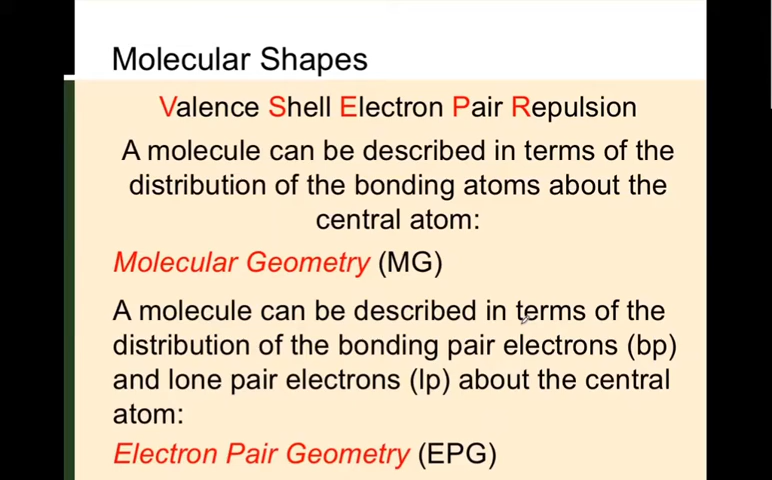 Molecular Shapes
Valence Shell Electron Pair Repulsion
A molecule can be described in terms of the
distribution of the bonding atoms about the
central atom:
Molecular Geometry (MG)
A molecule can be described in terms of the
distribution of the bonding pair electrons (bp)
and lone pair electrons (lp) about the central
atom:
Electron Pair Geometry (EPG)